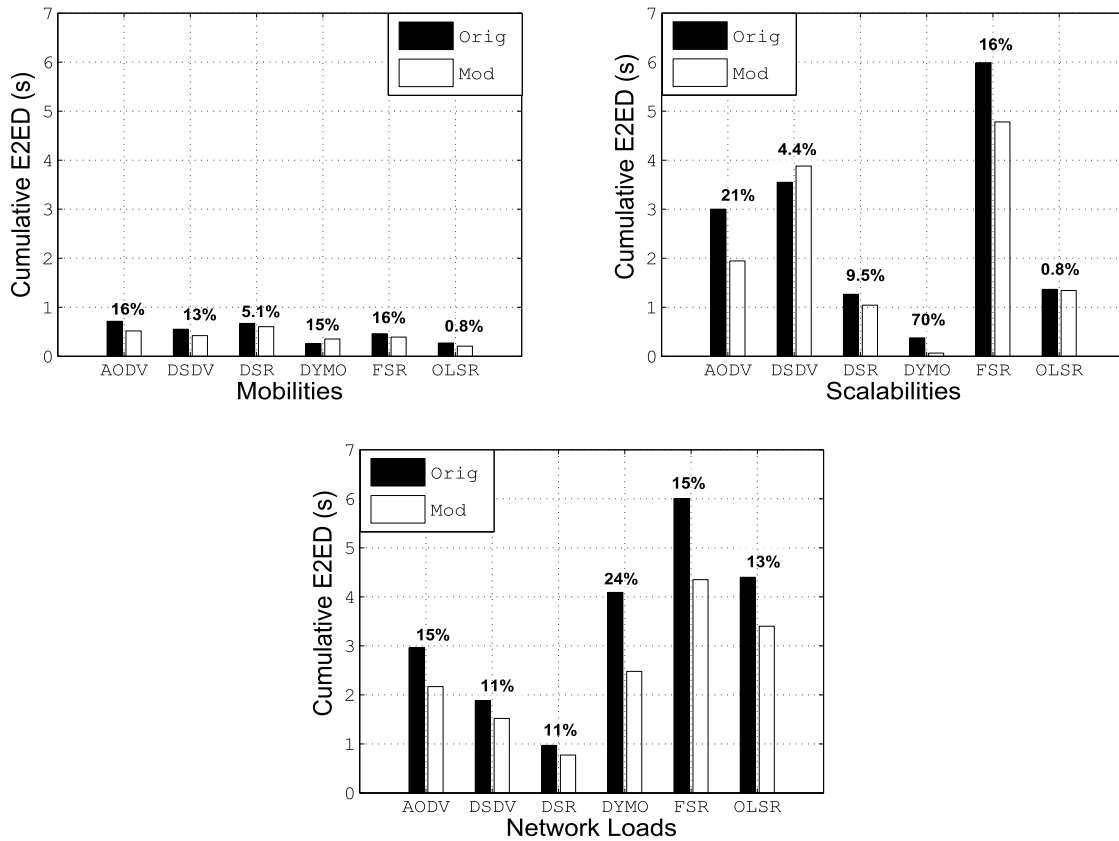 Cumulative E2ED (s)
7
6
5
4
3
2
1
0
Orig
Mod
16%
13%
5.1%
15%
16%
0.8%
AODV DSDV DSR DYMO FSR OLSR
Mobilities
Cumulative E2ED (s)
7
6
5
4
3
2
1
0
Orig
Mod
21%
4.4%
9.5%
70%
16%
0.8%
AODV DSDV DSR DYMO FSR OLSR
Scalabilities
Cumulative E2ED (s)
7
6
5
4
3
2
1
0
Orig
Mod
15%
11%
11%
24%
15%
13%
AODV DSDV DSR DYMO FSR OLSR
Network Loads